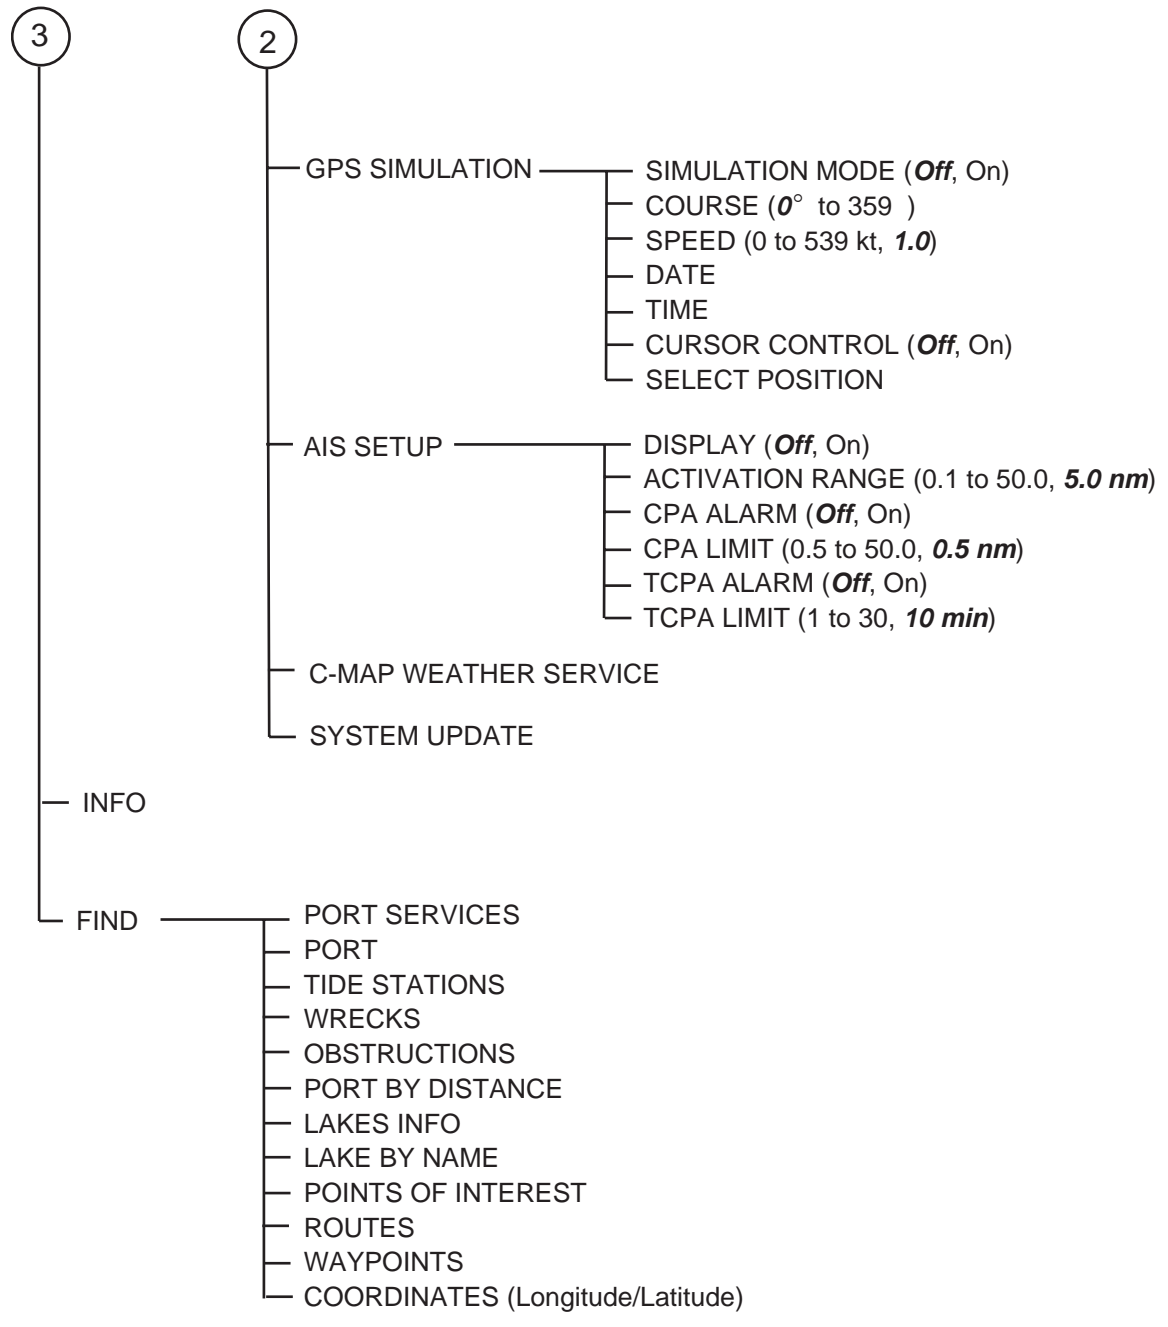 3
2
GPS SIMULATION
SIMULATION MODE (Off, On)
COURSE (0° to 359 )
SPEED (0 to 539 kt, 1.0)
DATE
TIME
CURSOR CONTROL (Off, On)
SELECT POSITION
AIS SETUP
DISPLAY (Off, On)
ACTIVATION RANGE (0.1 to 50.0, 5.0 nm)
CPA ALARM (Off, On)
CPA LIMIT (0.5 to 50.0, 0.5 nm)
TCPA ALARM (Off, On)
TCPA LIMIT (1 to 30, 10 min)
C-MAP WEATHER SERVICE
SYSTEM UPDATE
INFO
FIND
PORT SERVICES
PORT
TIDE STATIONS
WRECKS
OBSTRUCTIONS
PORT BY DISTANCE
LAKES INFO
LAKE BY NAME
POINTS OF INTEREST
ROUTES
WAYPOINTS
COORDINATES (Longitude/Latitude)